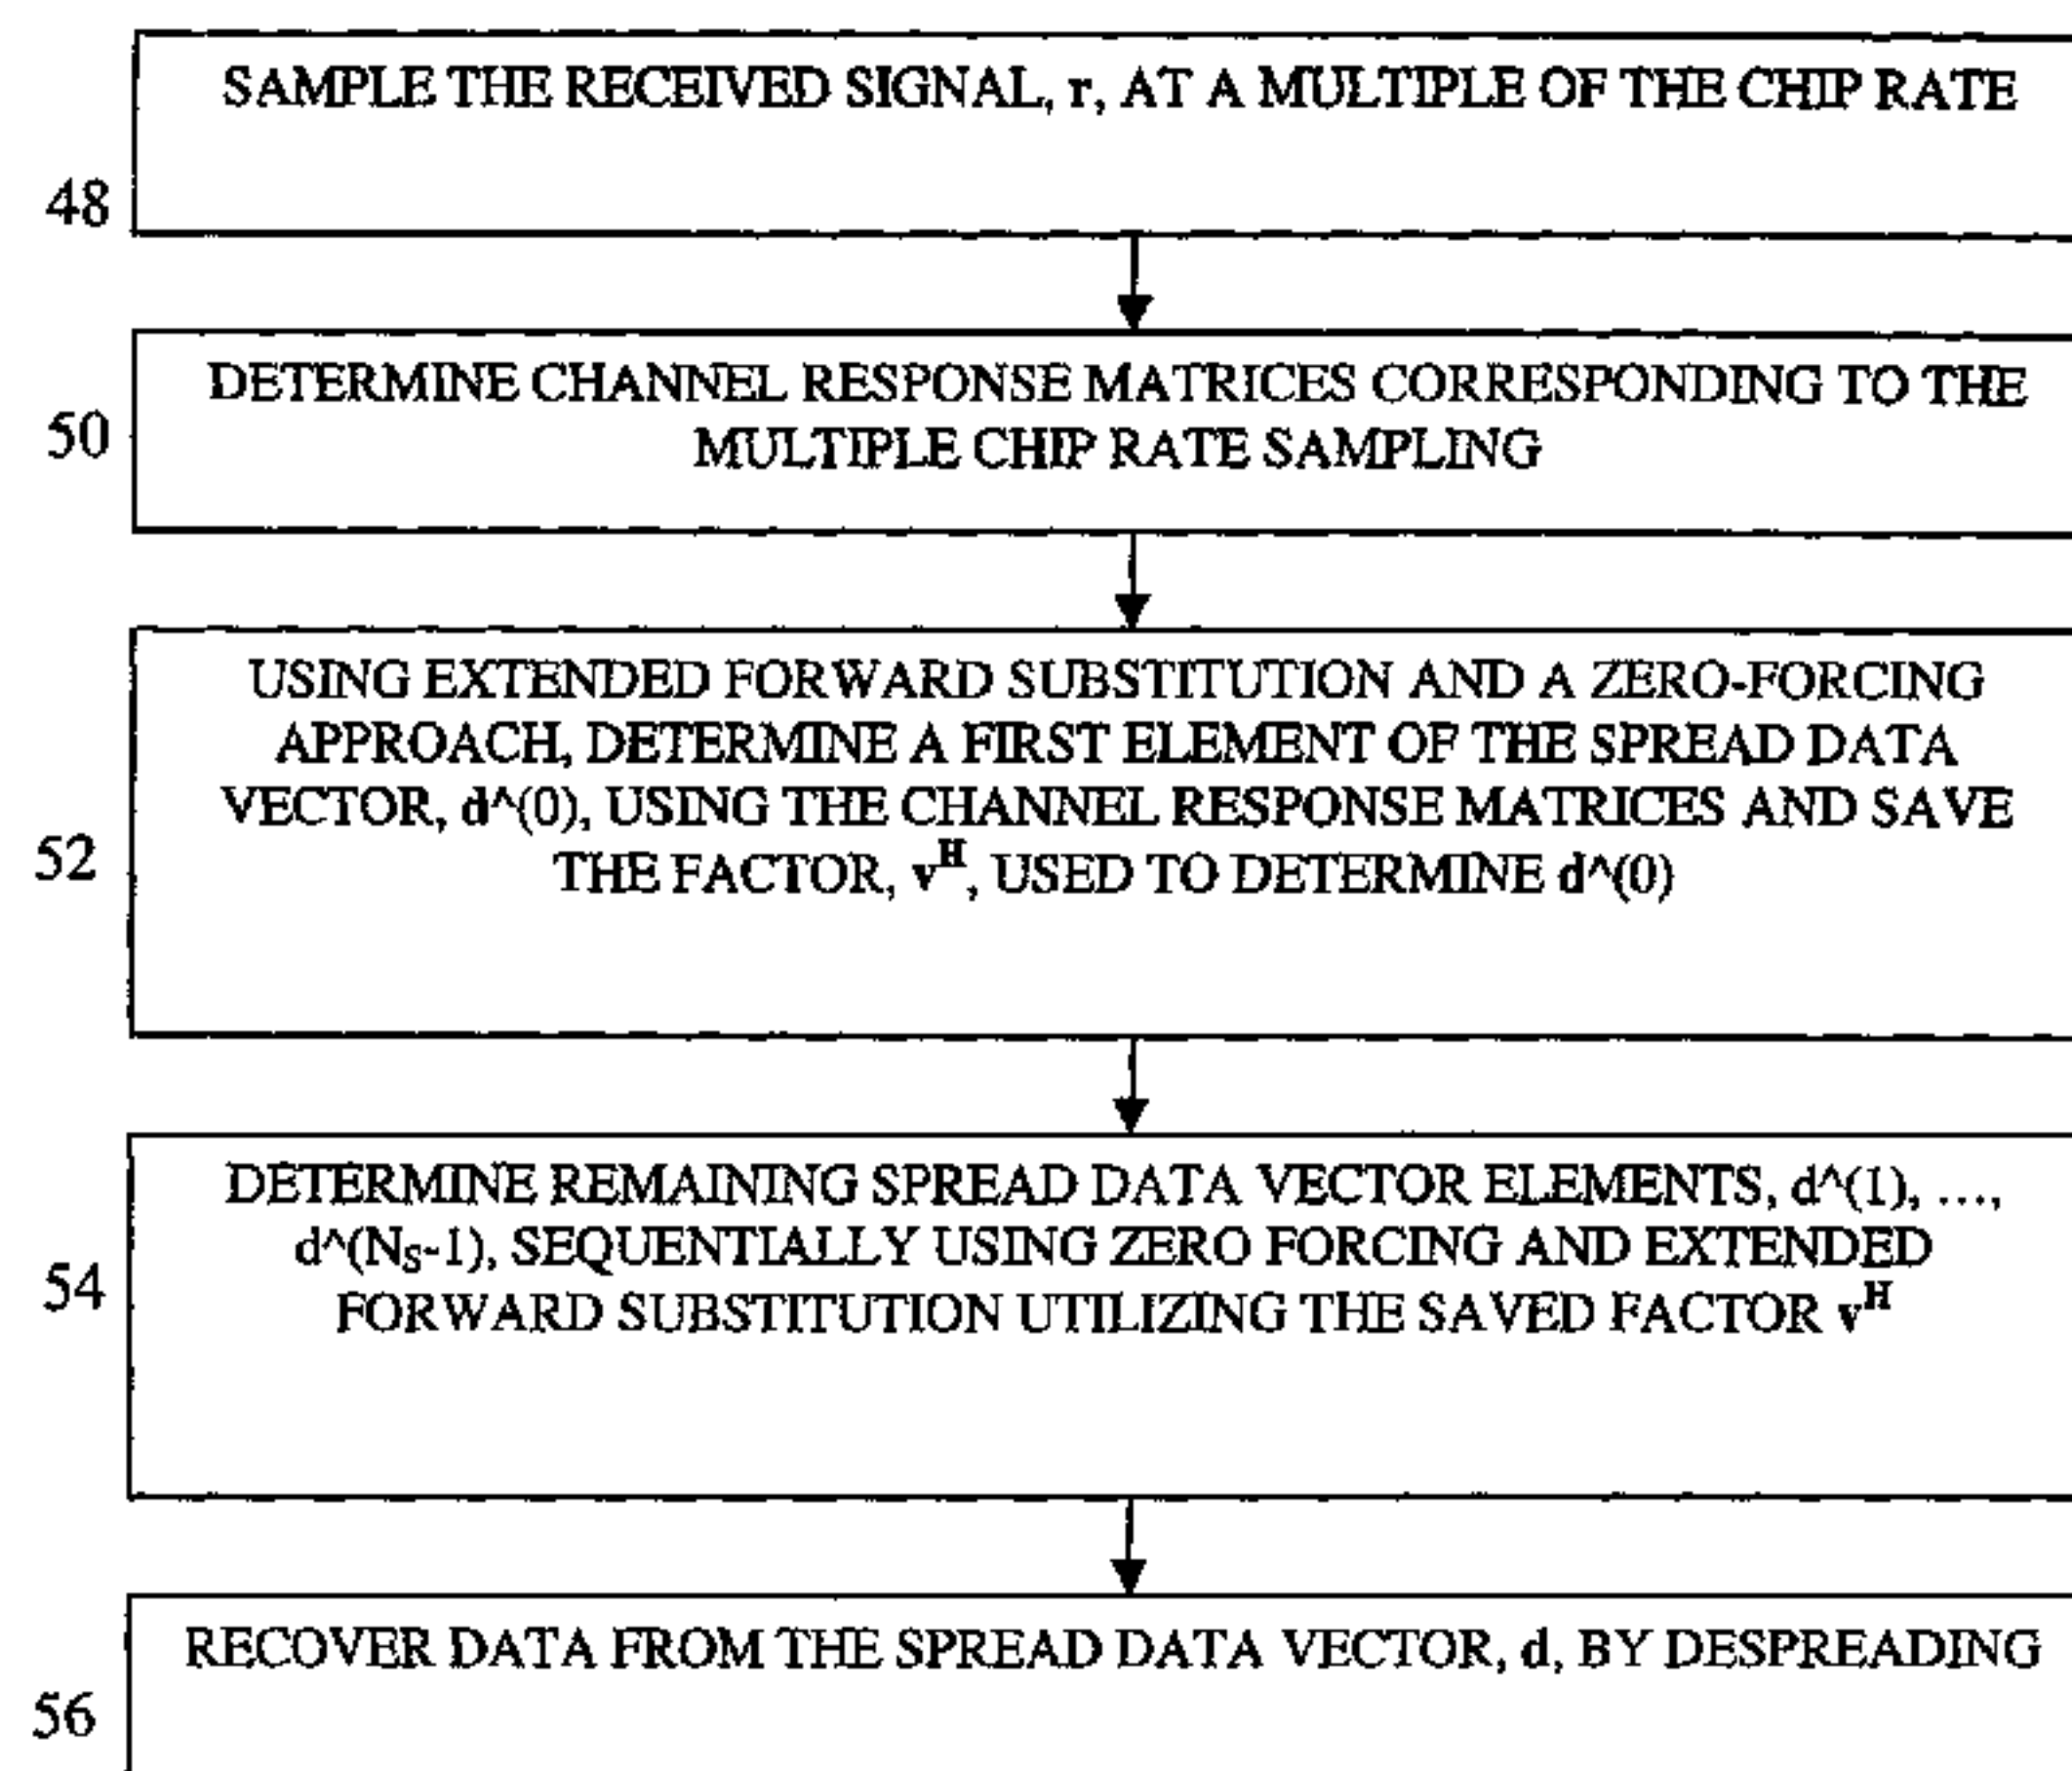 SAMPLE THE RECEIVED SIGNAL, r, AT A MULTIPLE OF THE CHIP RATE
48
DETERMINE CHANNEL RESPONSE MATRICES CORRESPONDING TO THE
MULTIPLE CHIP RATE SAMPLING
50
USING EXTENDED FORWARD SUBSTITUTION AND A ZERO-FORCING
APPROACH, DETERMINE A FIRST ELEMENT OF THE SPREAD DATA
VECTOR, d^(0), USING THE CHANNEL RESPONSE MATRICES AND SAVE
THE FACTOR, v^H, USED TO DETERMINE d^(0)
52
DETERMINE REMAINING SPREAD DATA VECTOR ELEMENTS, d^(1), …,
d^(N_S-1), SEQUENTIALLY USING ZERO FORCING AND EXTENDED
FORWARD SUBSTITUTION UTILIZING THE SAVED FACTOR v^H
54
RECOVER DATA FROM THE SPREAD DATA VECTOR, d, BY DESPREADING
56